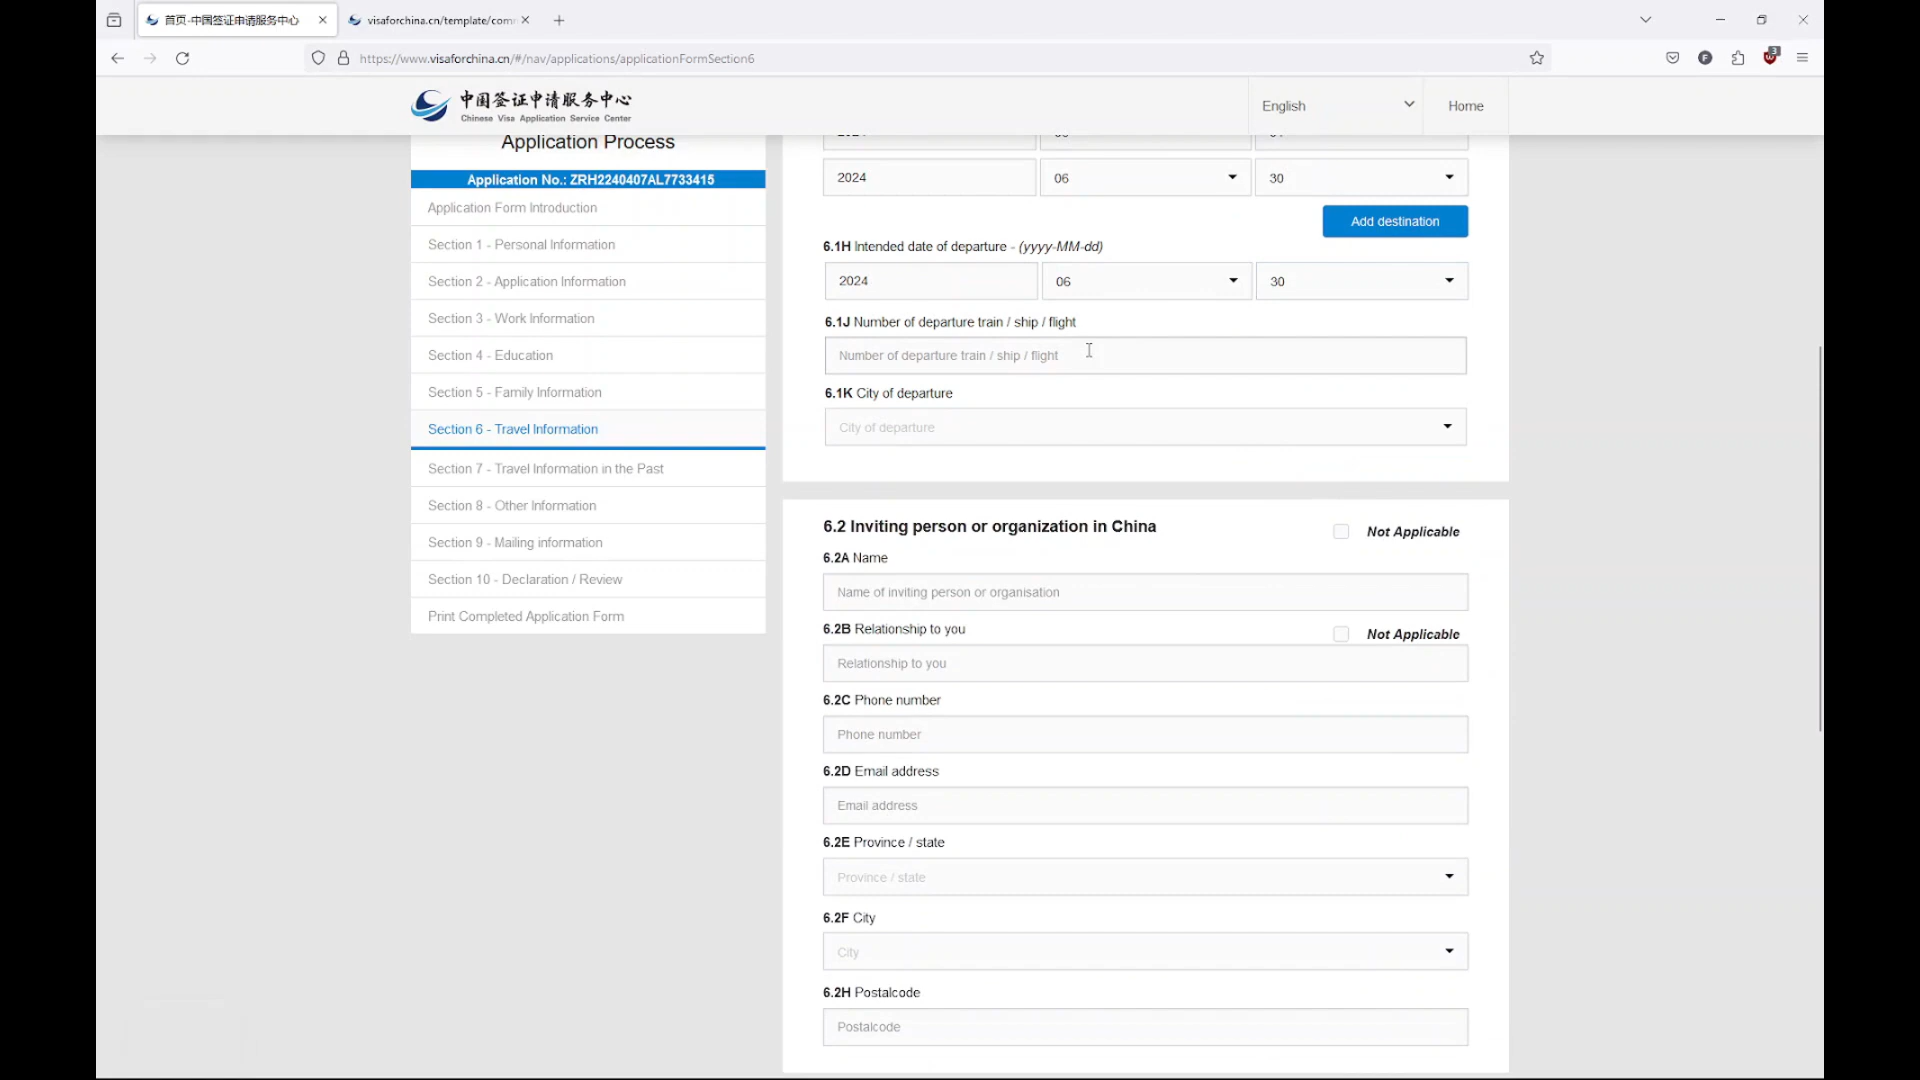 首页-中国签证申请服务中心
visaforchina.cn/template/comm
https://www.visaforchina.cn/#/nav/applications/applicationFormSection6
3
中国签证申请服务中心
Chinese Visa Application Service Center
English
Home
Application Process
Application No.: ZRH2240407AL7733415
Application Form Introduction
Section 1 - Personal Information
Section 2 - Application Information
Section 3 - Work Information
Section 4 - Education
Section 5 - Family Information
Section 6 - Travel Information
Section 7 - Travel Information in the Past
Section 8 - Other Information
Section 9 - Mailing information
Section 10 - Declaration / Review
Print Completed Application Form
2024 06 30
Add destination
6.1H Intended date of departure - (yyyy-MM-dd)
2024 06 30
6.1J Number of departure train / ship / flight
Number of departure train / ship / flight
6.1K City of departure
City of departure
6.2 Inviting person or organization in China
Not Applicable
6.2A Name
Name of inviting person or organisation
6.2B Relationship to you
Not Applicable
Relationship to you
6.2C Phone number
Phone number
6.2D Email address
Email address
6.2E Province / state
Province / state
6.2F City
City
6.2H Postalcode
Postalcode